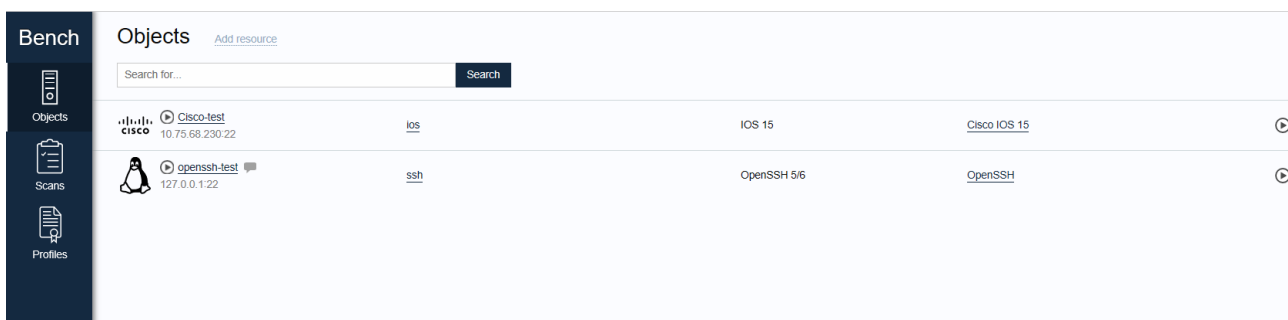 Bench
Objects
Scans
Profiles
Objects Add resource
Search for... Search
CISCO Cisco-test ios IOS 15 Cisco IOS 15
10.75.68.230:22
openssh-test ssh OpenSSH 5/6 OpenSSH
127.0.0.1:22